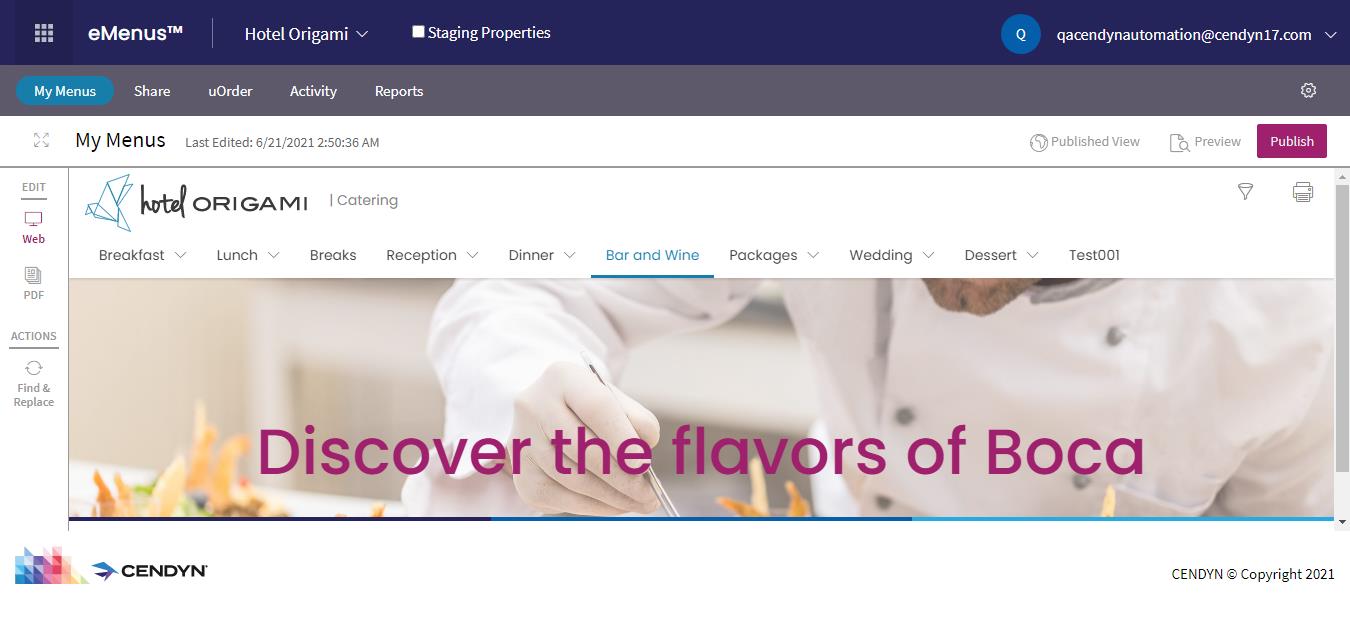 eMenus™ Hotel Origami Staging Properties Q qacendynautomation@cendyn17.com
My Menus Share uOrder Activity Reports
My Menus Last Edited: 6/21/2021 2:50:36 AM Published View Preview Publish
EDIT
Web
PDF
ACTIONS
Find &
Replace
hotel ORIGAMI | Catering
Breakfast Lunch Breaks Reception Dinner Bar and Wine Packages Wedding Dessert Test001
Discover the flavors of Boca
CENDYN CENDYN © Copyright 2021